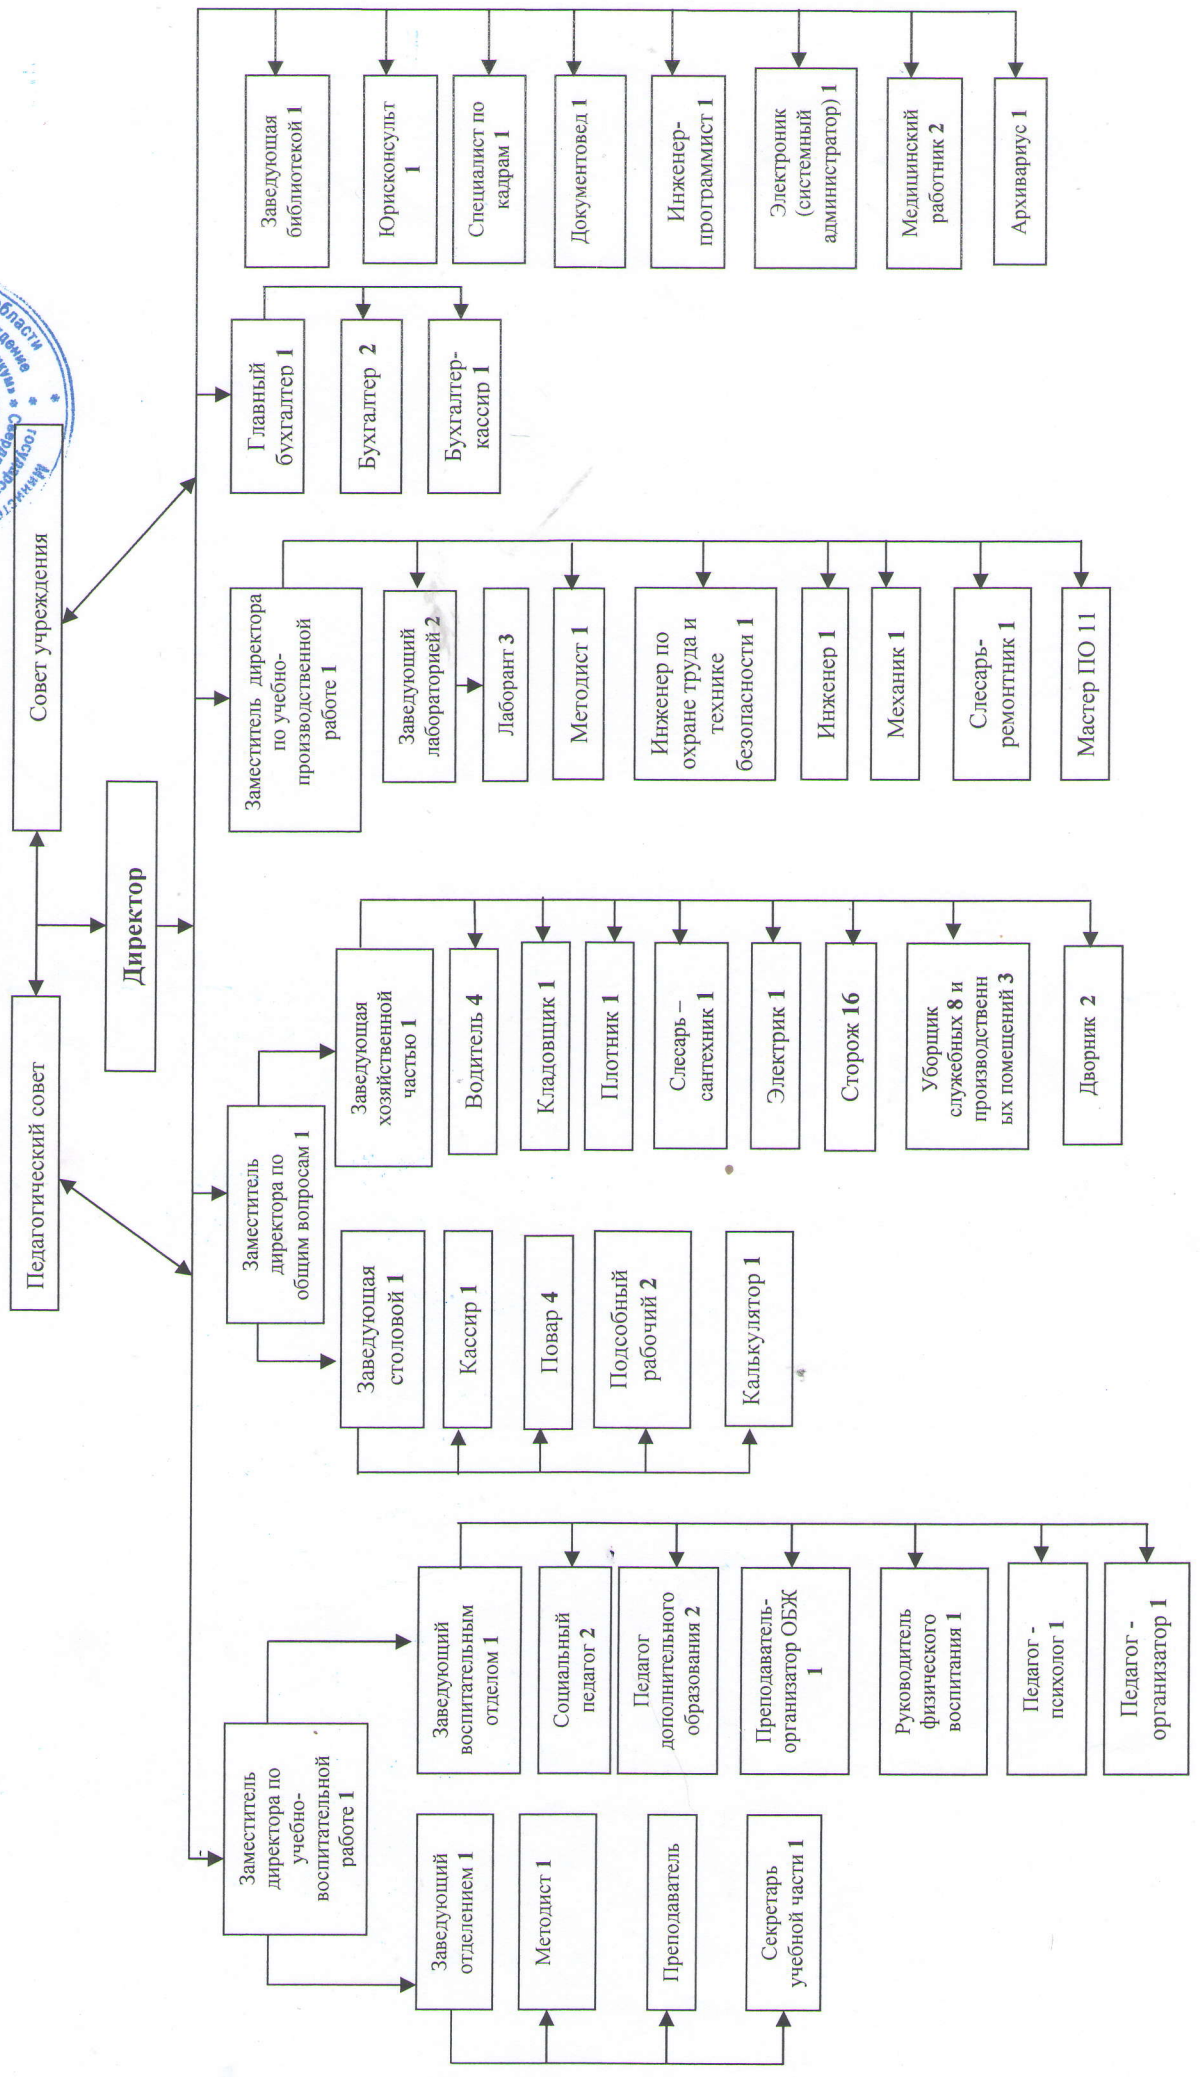 Педагогический совет
Совет учреждения
Директор
Заместитель
директора по
учебно-
воспитательной
работе 1
Заведующий
отделением 1
Методист 1
Преподаватель
Секретарь
учебной части 1
Заведующий
воспитательным
отделом 1
Социальный
педагог 2
Педагог
дополнительного
образования 2
Преподаватель-
организатор ОБЖ
1
Руководитель
физического
воспитания 1
Педагог -
психолог 1
Педагог -
организатор 1
Заместитель
директора по
общим вопросам 1
Заведующая
столовой 1
Кассир 1
Повар 4
Подсобный
рабочий 2
Калькулятор 1
Заведующая
хозяйственной
частью 1
Водитель 4
Кладовщик 1
Плотник 1
Слесарь –
сантехник 1
Электрик 1
Сторож 16
Уборщик
служебных 8 и
производственн
ых помещений 3
Дворник 2
Заместитель директора
по учебно-
производственной
работе 1
Заведующий
лабораторией 2
Лаборант 3
Методист 1
Инженер по
охране труда и
технике
безопасности 1
Инженер 1
Механик 1
Слесарь-
ремонтник 1
Мастер ПО 11
Главный
бухгалтер 1
Бухгалтер 2
Бухгалтер-
кассир 1
Заведующая
библиотекой 1
Юрисконсульт
1
Специалист по
кадрам 1
Документовед 1
Инженер-
программист 1
Электроник
(системный
администратор) 1
Медицинский
работник 2
Архивариус 1